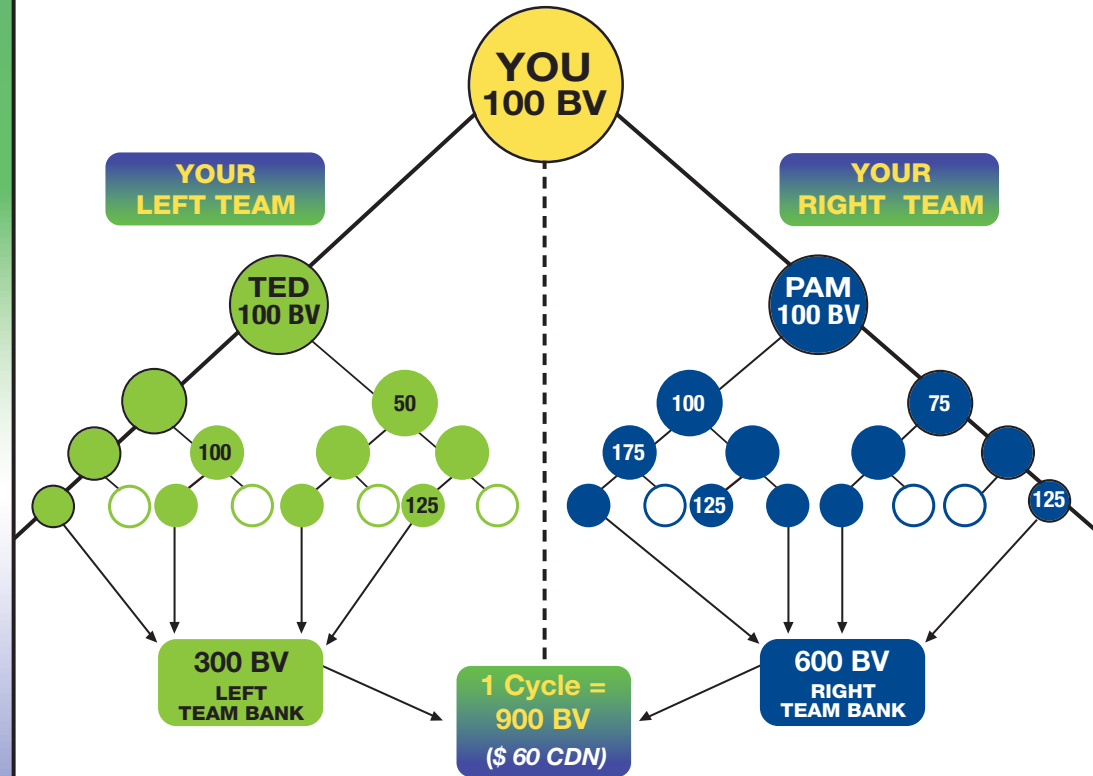 YOU
100 BV
YOUR
LEFT TEAM
YOUR
RIGHT TEAM
TED
100 BV
PAM
100 BV
50
100
75
100
175
125
125
125
300 BV
LEFT
TEAM BANK
1 Cycle =
900 BV
($ 60 CDN)
600 BV
RIGHT
TEAM BANK